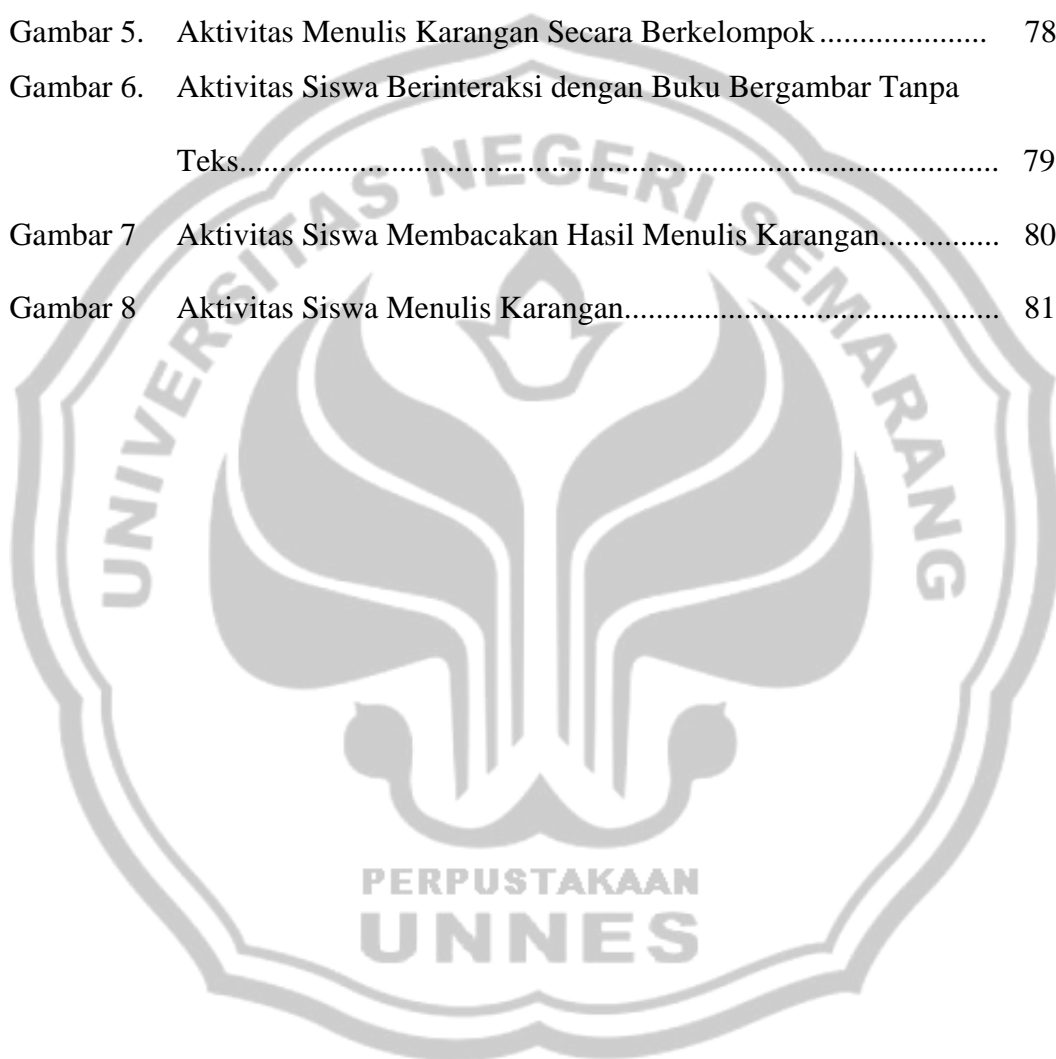 Gambar 5. Aktivitas Menulis Karangan Secara Berkelompok ..................... 78
Gambar 6. Aktivitas Siswa Berinteraksi dengan Buku Bergambar Tanpa
Teks................................................................................................ 79
Gambar 7 Aktivitas Siswa Membacakan Hasil Menulis Karangan............... 80
Gambar 8 Aktivitas Siswa Menulis Karangan............................................... 81
UNIVERSITAS NEGERI SEMARANG
PERPUSTAKAAN
UNNES